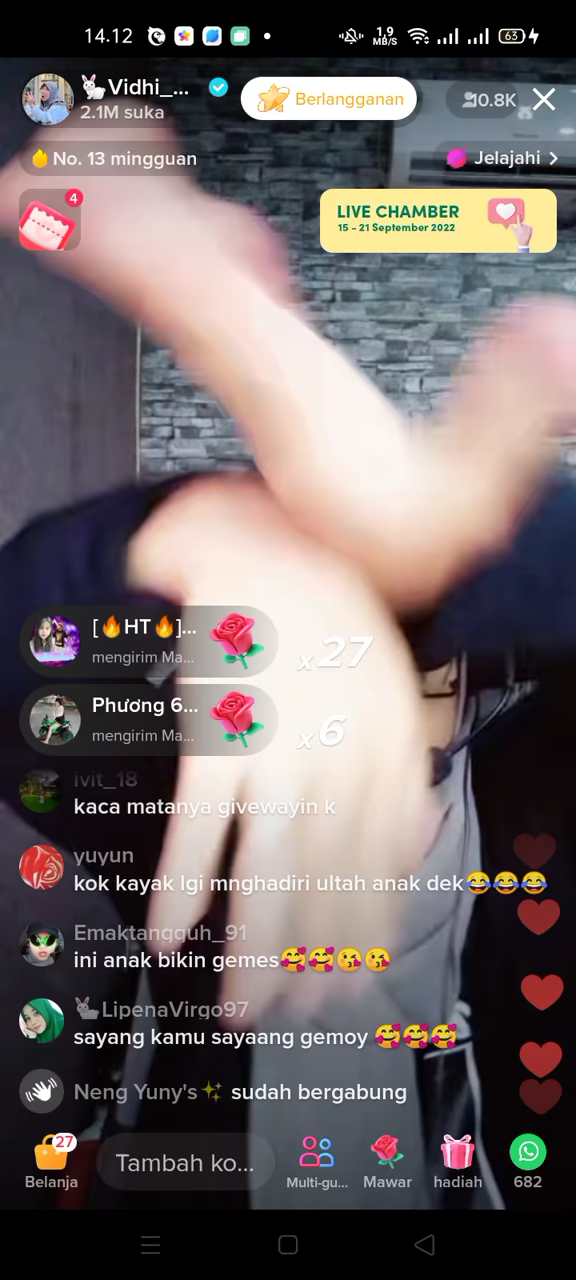 14.12
1,9
MB/S
63
Vidhi_...
2.1M suka
Berlangganan
10.8K
No. 13 mingguan
Jelajahi >
4
LIVE CHAMBER
15 - 21 September 2022
[🔥HT🔥]...
mengirim Ma...
x27
Phương 6...
mengirim Ma...
x6
ivit_18
kaca matanya givewayin k
yuyun
kok kayak lgi mnghadiri ultah anak dek😂😂😂
Emaktangguh_91
ini anak bikin gemes🥰🥰😘😘
🐇LipenaVirgo97
sayang kamu sayaang gemoy 🥰🥰🥰
Neng Yuny's✨ sudah bergabung
27
Tambah ko...
Belanja
Multi-gu...
Mawar
hadiah
682